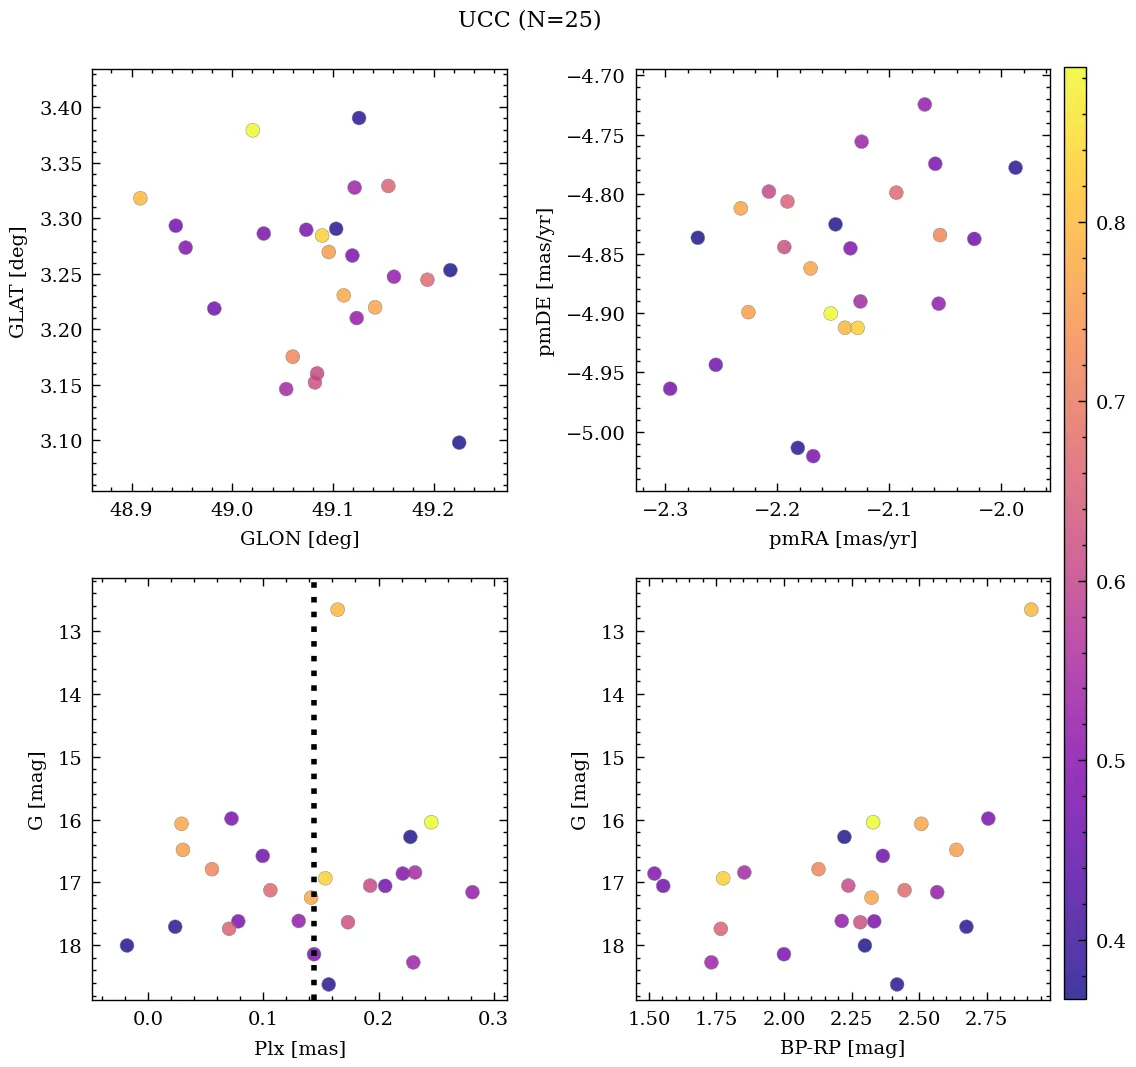 UCC (N=25)
3.40
3.35
3.30
3.25
3.20
3.15
3.10
GLAT [deg]
48.9 49.0 49.1 49.2
GLON [deg]
−4.70
−4.75
−4.80
−4.85
−4.90
−4.95
−5.00
pmDE [mas/yr]
−2.3 −2.2 −2.1 −2.0
pmRA [mas/yr]
13
14
15
16
17
18
G [mag]
0.0 0.1 0.2 0.3
Plx [mas]
13
14
15
16
17
18
G [mag]
1.50 1.75 2.00 2.25 2.50 2.75
BP-RP [mag]
0.8
0.7
0.6
0.5
0.4